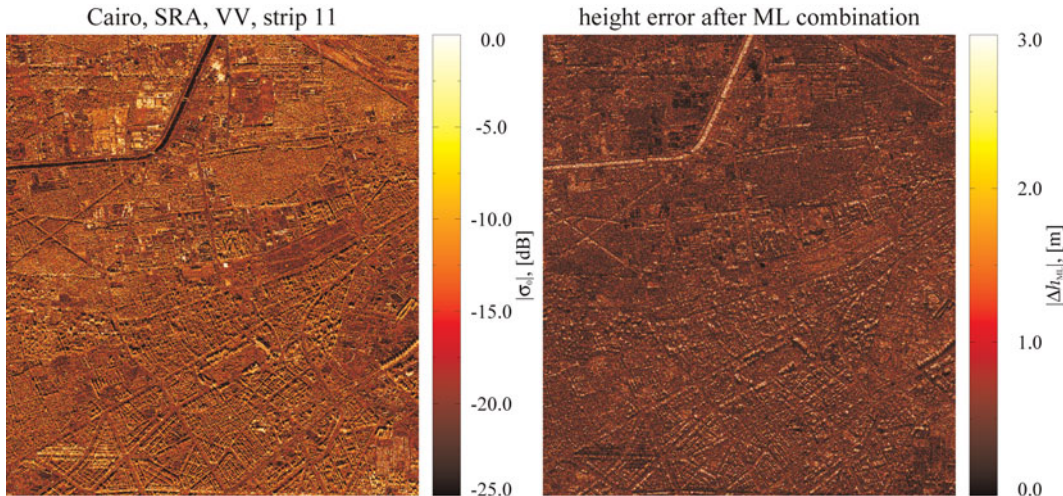 Cairo, SRA, VV, strip 11
0.0
-5.0
-10.0
-15.0
-20.0
-25.0
|σ₀|, [dB]
height error after ML combination
3.0
2.0
1.0
0.0
|Δh_ML|, [m]